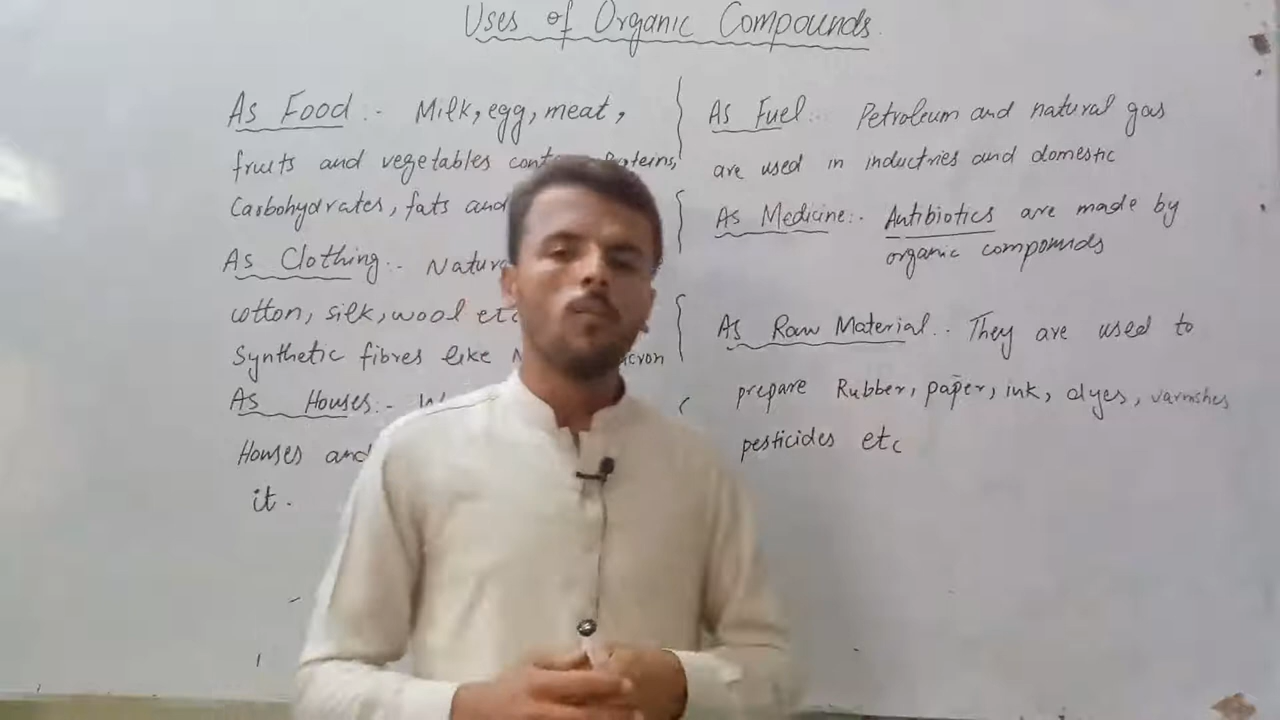 Uses of Organic Compounds.
As Food:- Milk, egg, meat,
fruits and vegetables Proteins,
Carbohydrates, fats and
As Clothing:-
cotton, silk, wool etc
Synthetic fibres like
As Houses:-
Houses and
it.
As Fuel:- Petroleum and natural gas
are used in inductries and domestic
As Medicine:- Antibiotics are made by
organic compounds
As Raw Material:- They are used to
prepare Rubber, paper, ink, dyes, varnishes
pesticides etc